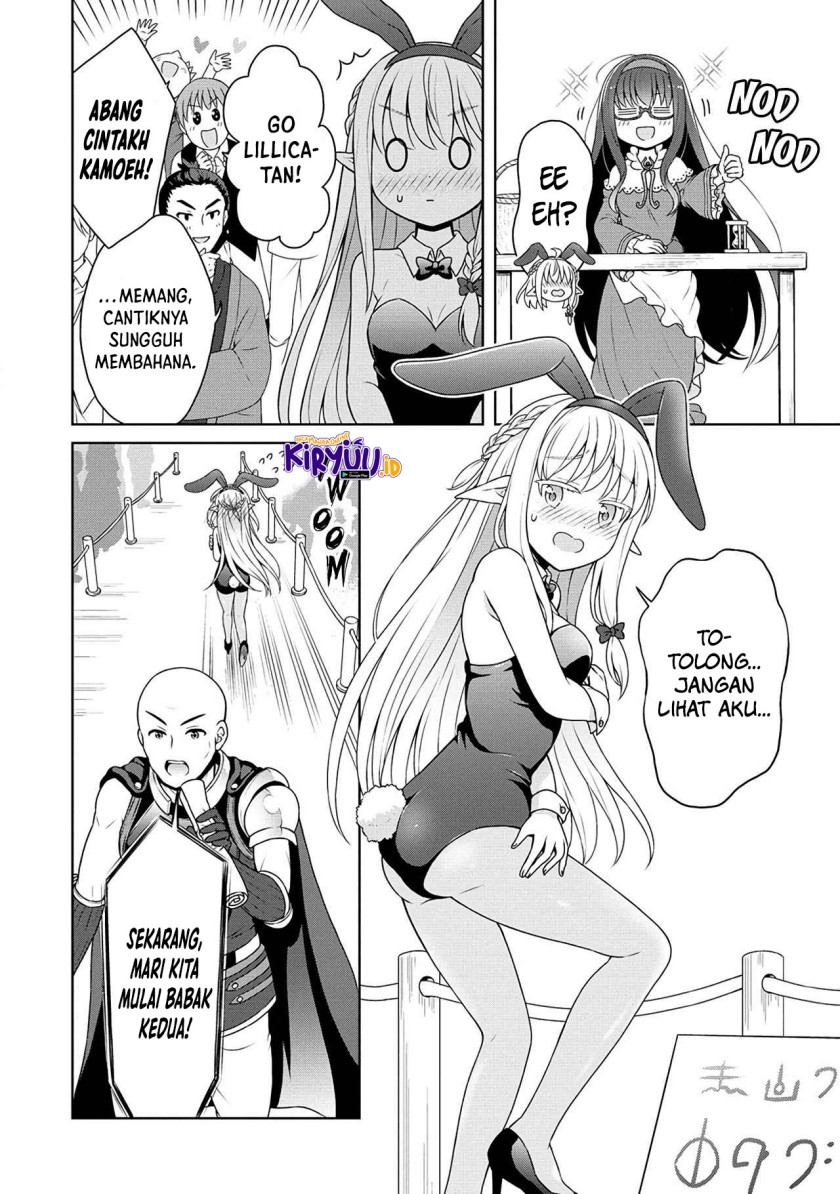 NOD
NOD
EE
EH?
GO
LILLICA-
TAN!
ABANG
CINTAKH
KAMOEH!
...MEMANG,
CANTIKNYA
SUNGGUH
MEMBAHANA.
KIRYUU.ID
WOOM
TO-
TOLONG...
JANGAN
LIHAT AKU...
SEKARANG,
MARI KITA
MULAI BABAK
KEDUA!